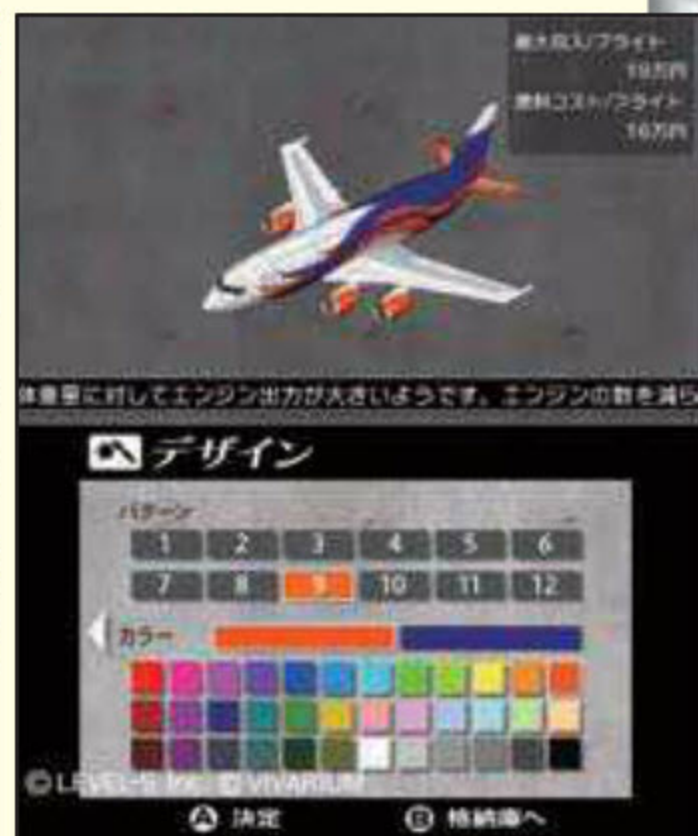 最大収入/フライト
19万円
燃料コスト/フライト
16万円
体重量に対してエンジン出力が大きいようです。エンジンの数を減ら
デザイン
パターン
1 2 3 4 5 6
7 8 9 10 11 12
カラー
© LEVEL-5 Inc. © VIVARIUM
A 決定 B 格納庫へ